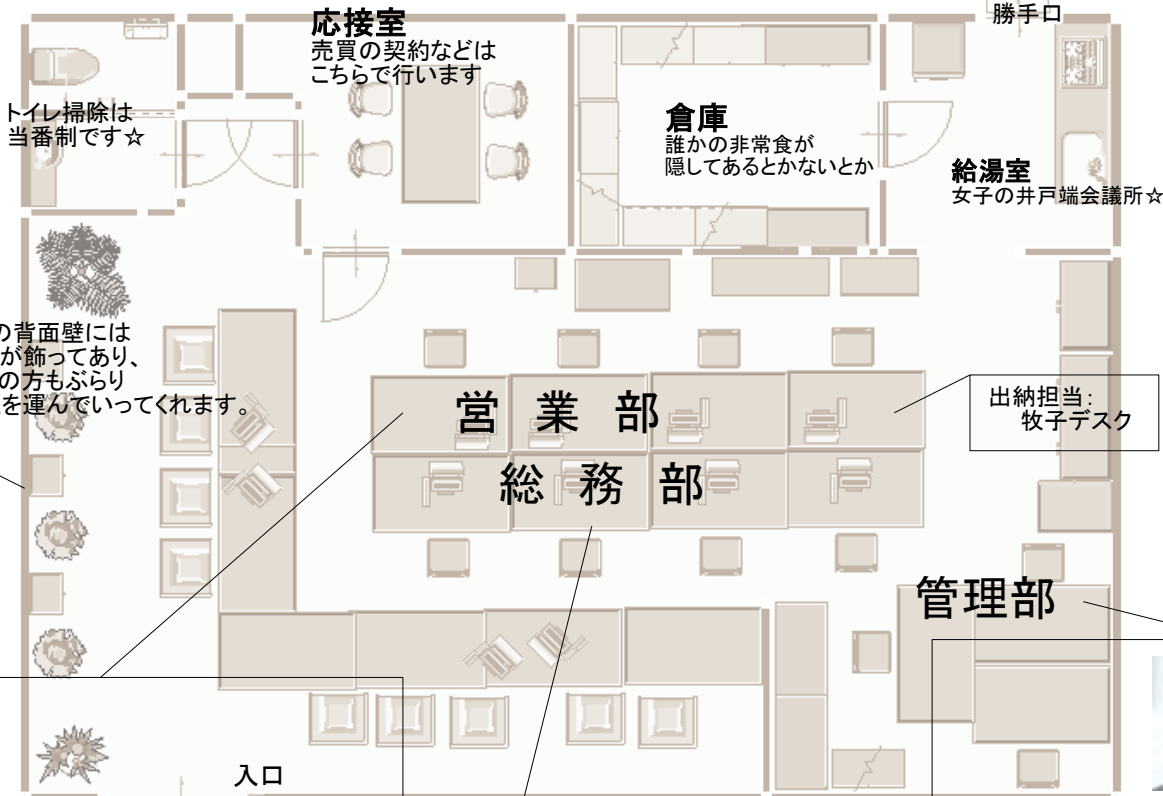 応接室
売買の契約などは
こちらで行います
勝手口
トイレ掃除は
当番制です☆
倉庫
誰かの非常食が
隠してあるとかないとか
給湯室
女子の井戸端会議所☆
の背面壁には
が飾ってあり、
の方もぶらり
を運んでいってくれます。
営業部
総務部
出納担当:
牧子デスク
管理部
入口